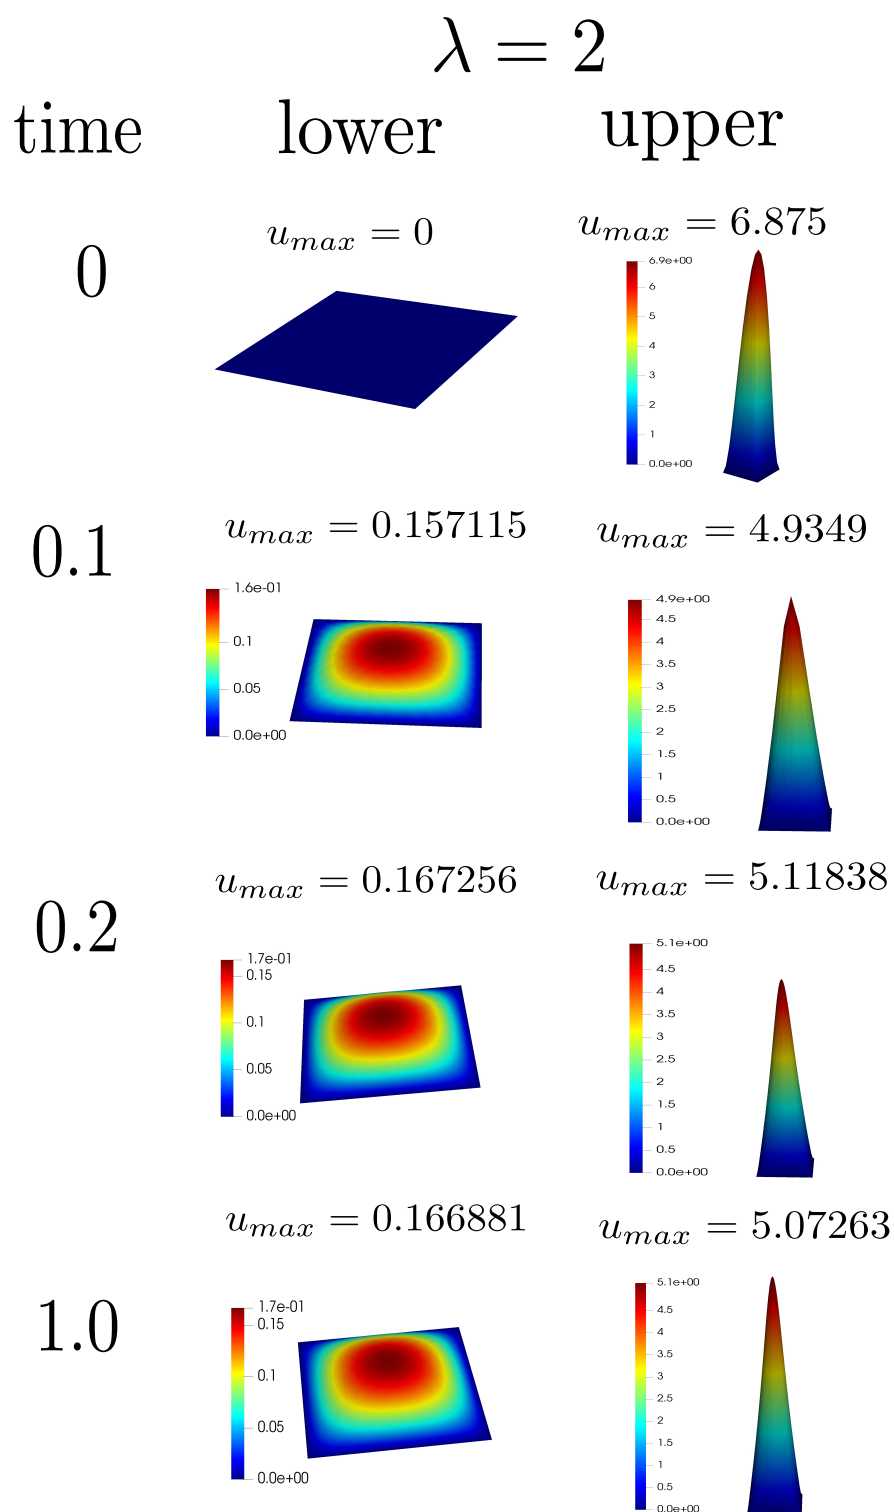 λ = 2
time lower upper
0
u_max = 0
u_max = 6.875
6.9e+00
6
5
4
3
2
1
0.0e+00
0.1
u_max = 0.157115
1.6e-01
0.1
0.05
0.0e+00
u_max = 4.9349
4.9e+00
4.5
4
3.5
3
2.5
2
1.5
1
0.5
0.0e+00
0.2
u_max = 0.167256
1.7e-01
0.15
0.1
0.05
0.0e+00
u_max = 5.11838
5.1e+00
4.5
4
3.5
3
2.5
2
1.5
1
0.5
0.0e+00
1.0
u_max = 0.166881
1.7e-01
0.15
0.1
0.05
0.0e+00
u_max = 5.07263
5.1e+00
4.5
4
3.5
3
2.5
2
1.5
1
0.5
0.0e+00